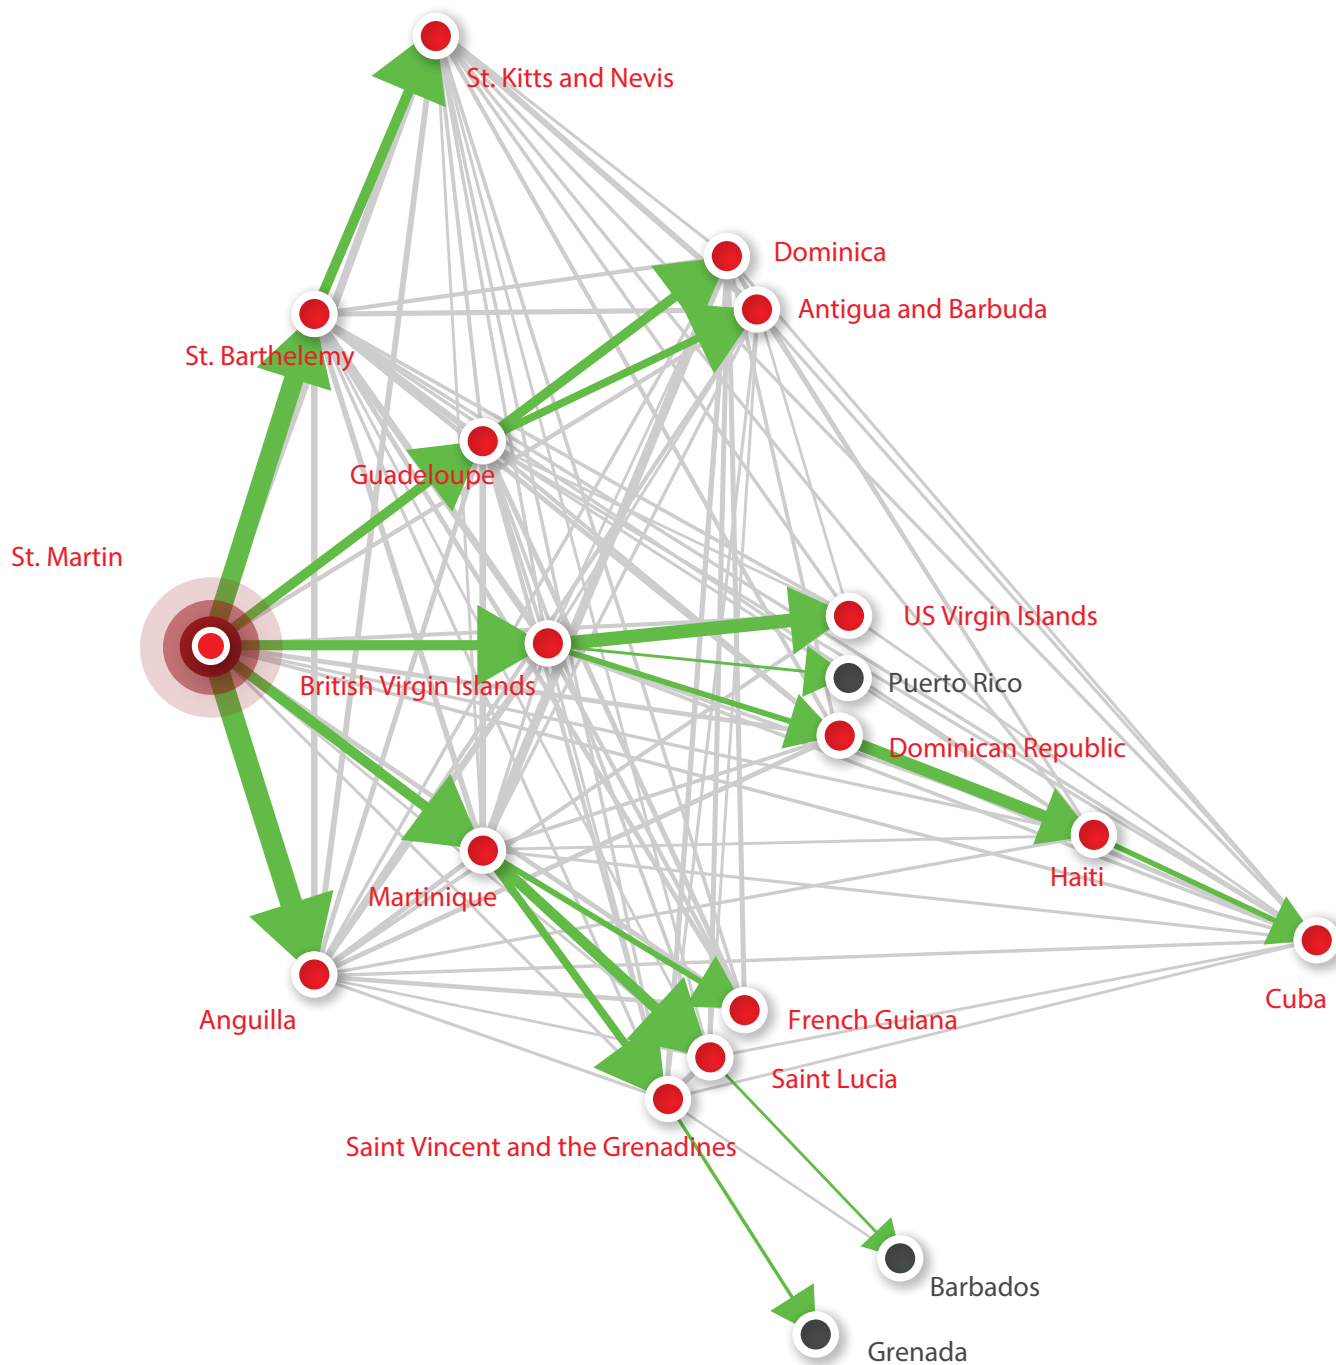 St. Kitts and Nevis
Dominica
Antigua and Barbuda
St. Barthelemy
Guadeloupe
St. Martin
US Virgin Islands
British Virgin Islands
Puerto Rico
Dominican Republic
Haiti
Martinique
Cuba
Anguilla
French Guiana
Saint Lucia
Saint Vincent and the Grenadines
Barbados
Grenada